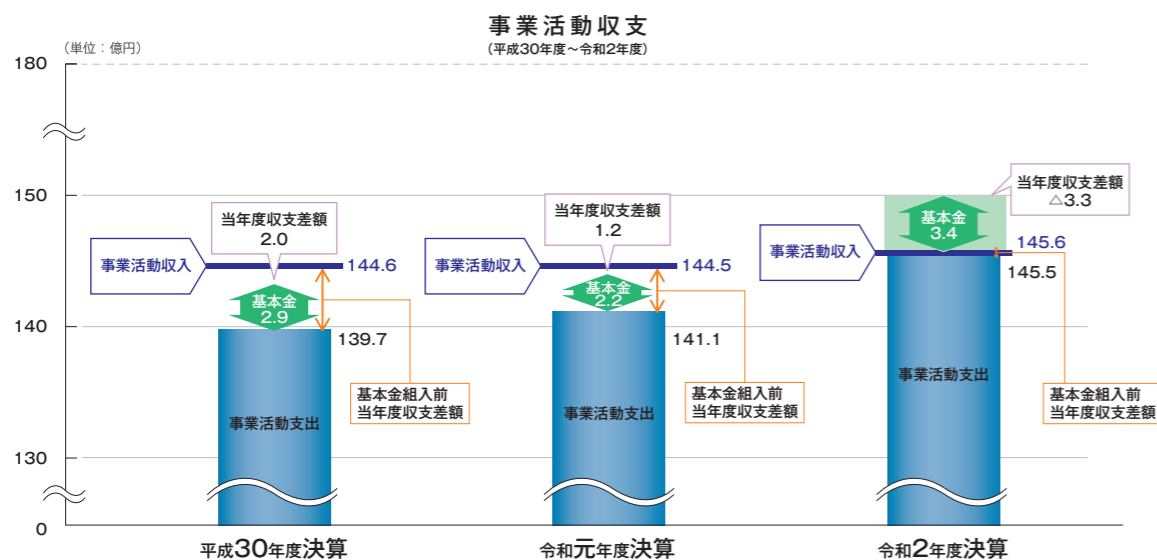 事業活動収支
(平成30年度～令和2年度)
(単位：億円)
180
150
140
130
0
当年度収支差額
2.0
事業活動収入
144.6
基本金
2.9
139.7
基本金組入前
当年度収支差額
事業活動支出
平成30年度決算
当年度収支差額
1.2
事業活動収入
144.5
基本金
2.2
141.1
基本金組入前
当年度収支差額
事業活動支出
令和元年度決算
当年度収支差額
△3.3
基本金
3.4
事業活動収入
145.6
145.5
事業活動支出
基本金組入前
当年度収支差額
令和2年度決算